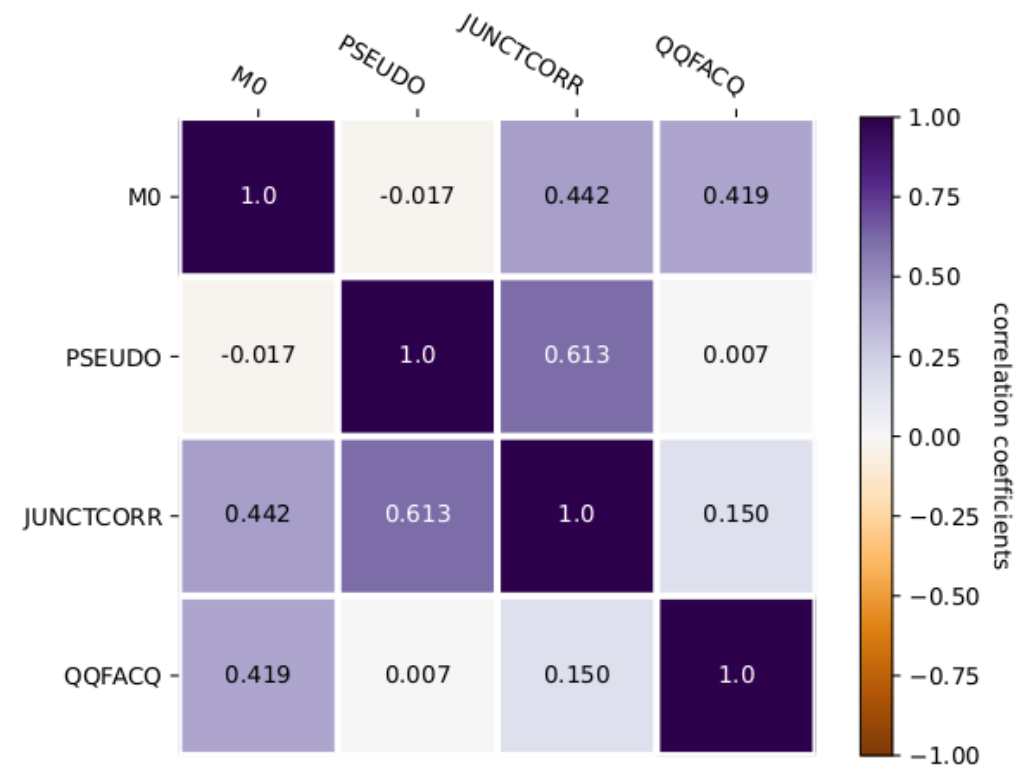 M0 PSEUDO JUNCTCORR QQFACQ
M0 1.0 -0.017 0.442 0.419
PSEUDO -0.017 1.0 0.613 0.007
JUNCTCORR 0.442 0.613 1.0 0.150
QQFACQ 0.419 0.007 0.150 1.0
1.00
0.75
0.50
0.25
0.00
−0.25
−0.50
−0.75
−1.00
correlation coefficients